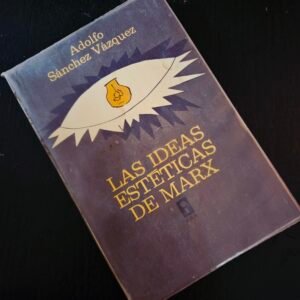 Adolfo
Sánchez Vázquez
LAS IDEAS
ESTÉTICAS
DE MARX